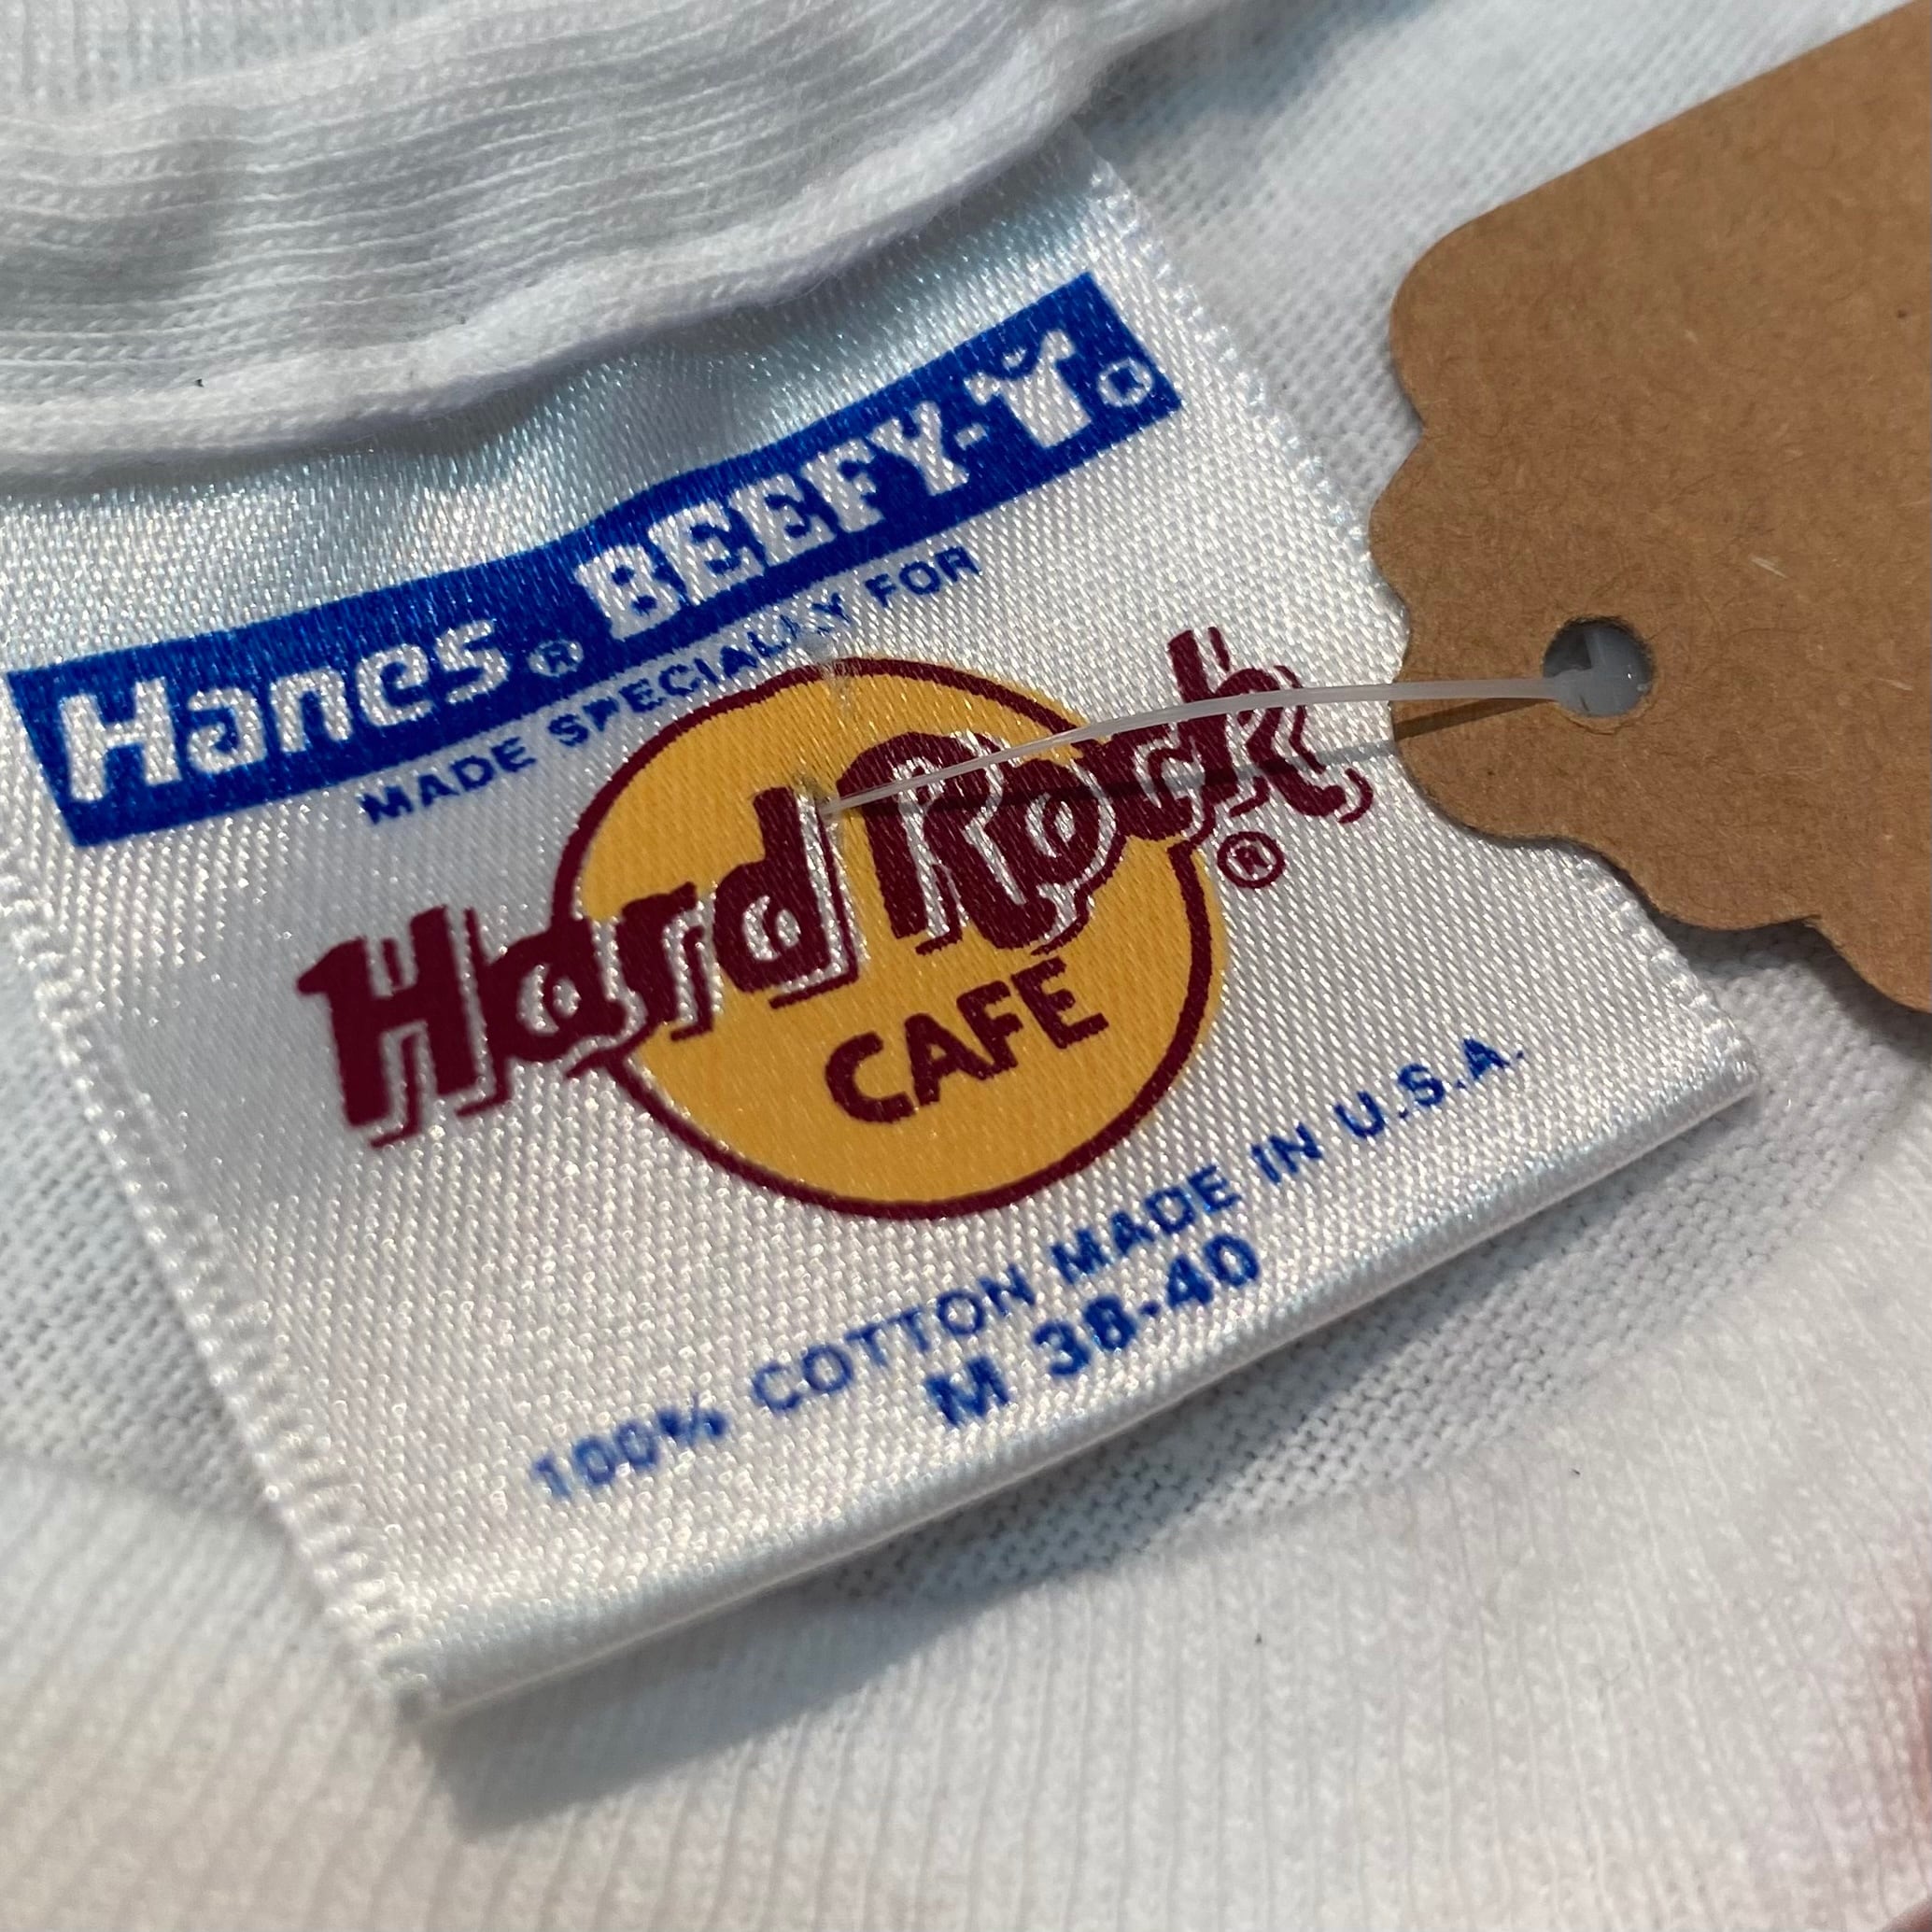 Hanes® BEEFY-T®
MADE SPECIALLY FOR
Hard Rock®
CAFE
100% COTTON MADE IN U.S.A.
M 38-40